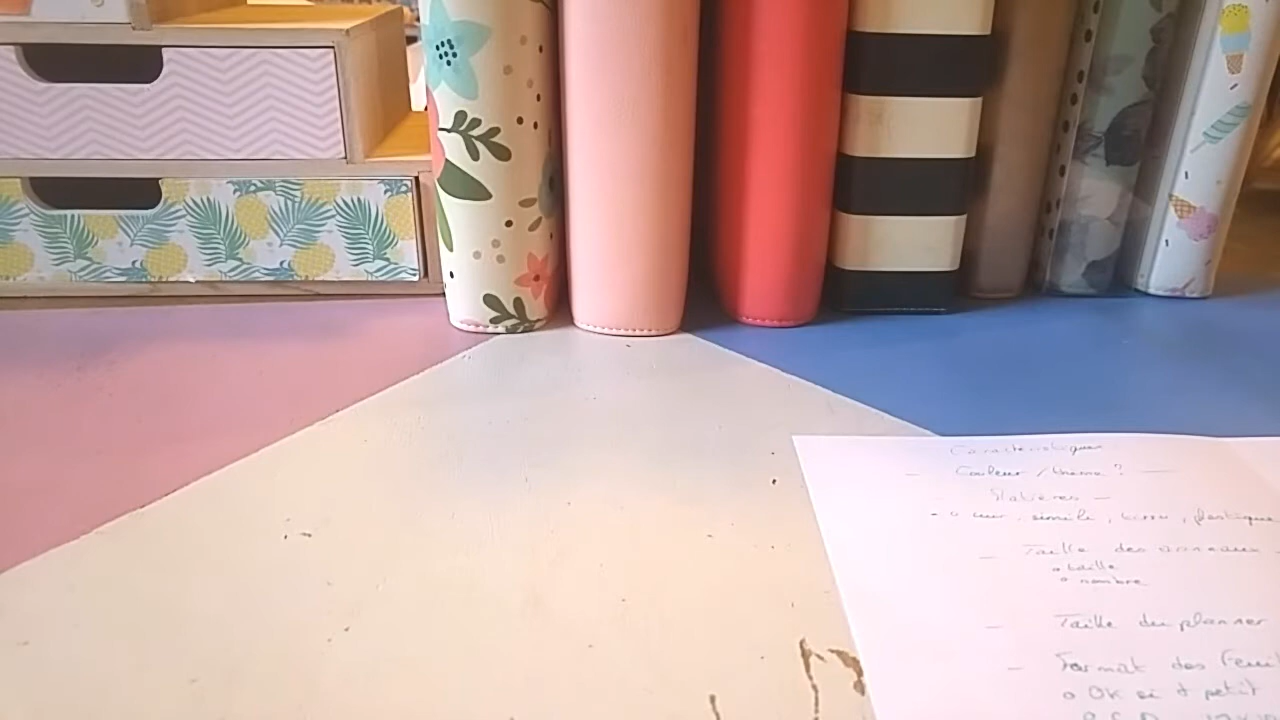 Caractéristiques
— Couleur / thème ? —
Matières —
- o cuir, simili, tissu, plastique
— Taille des anneaux -
o taille
o nombre
— Taille du planner
— Format des Feuil
o OK si + petit